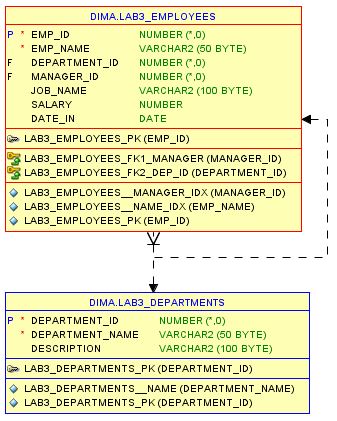 DIMA.LAB3_EMPLOYEES
P * EMP_ID NUMBER (*,0)
* EMP_NAME VARCHAR2 (50 BYTE)
F DEPARTMENT_ID NUMBER (*,0)
F MANAGER_ID NUMBER (*,0)
JOB_NAME VARCHAR2 (100 BYTE)
SALARY NUMBER
DATE_IN DATE
LAB3_EMPLOYEES_PK (EMP_ID)
LAB3_EMPLOYEES_FK1_MANAGER (MANAGER_ID)
LAB3_EMPLOYEES_FK2_DEP_ID (DEPARTMENT_ID)
LAB3_EMPLOYEES__MANAGER_IDX (MANAGER_ID)
LAB3_EMPLOYEES__NAME_IDX (EMP_NAME)
LAB3_EMPLOYEES_PK (EMP_ID)
DIMA.LAB3_DEPARTMENTS
P * DEPARTMENT_ID NUMBER (*,0)
* DEPARTMENT_NAME VARCHAR2 (50 BYTE)
DESCRIPTION VARCHAR2 (100 BYTE)
LAB3_DEPARTMENTS_PK (DEPARTMENT_ID)
LAB3_DEPARTMENTS__NAME (DEPARTMENT_NAME)
LAB3_DEPARTMENTS_PK (DEPARTMENT_ID)